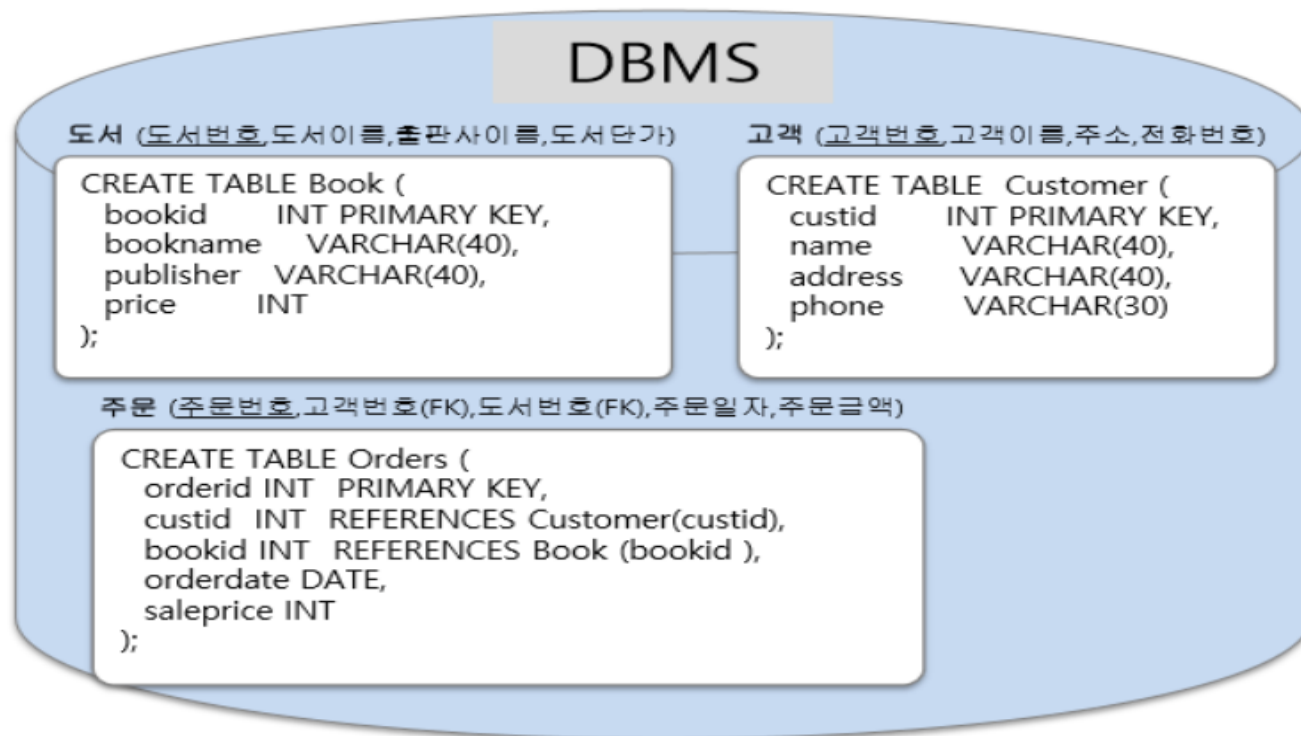 DBMS
도서 (도서번호,도서이름,출판사이름,도서단가)
CREATE TABLE Book (
bookid INT PRIMARY KEY,
bookname VARCHAR(40),
publisher VARCHAR(40),
price INT
);
고객 (고객번호,고객이름,주소,전화번호)
CREATE TABLE Customer (
custid INT PRIMARY KEY,
name VARCHAR(40),
address VARCHAR(40),
phone VARCHAR(30)
);
주문 (주문번호,고객번호(FK),도서번호(FK),주문일자,주문금액)
CREATE TABLE Orders (
orderid INT PRIMARY KEY,
custid INT REFERENCES Customer(custid),
bookid INT REFERENCES Book (bookid ),
orderdate DATE,
saleprice INT
);